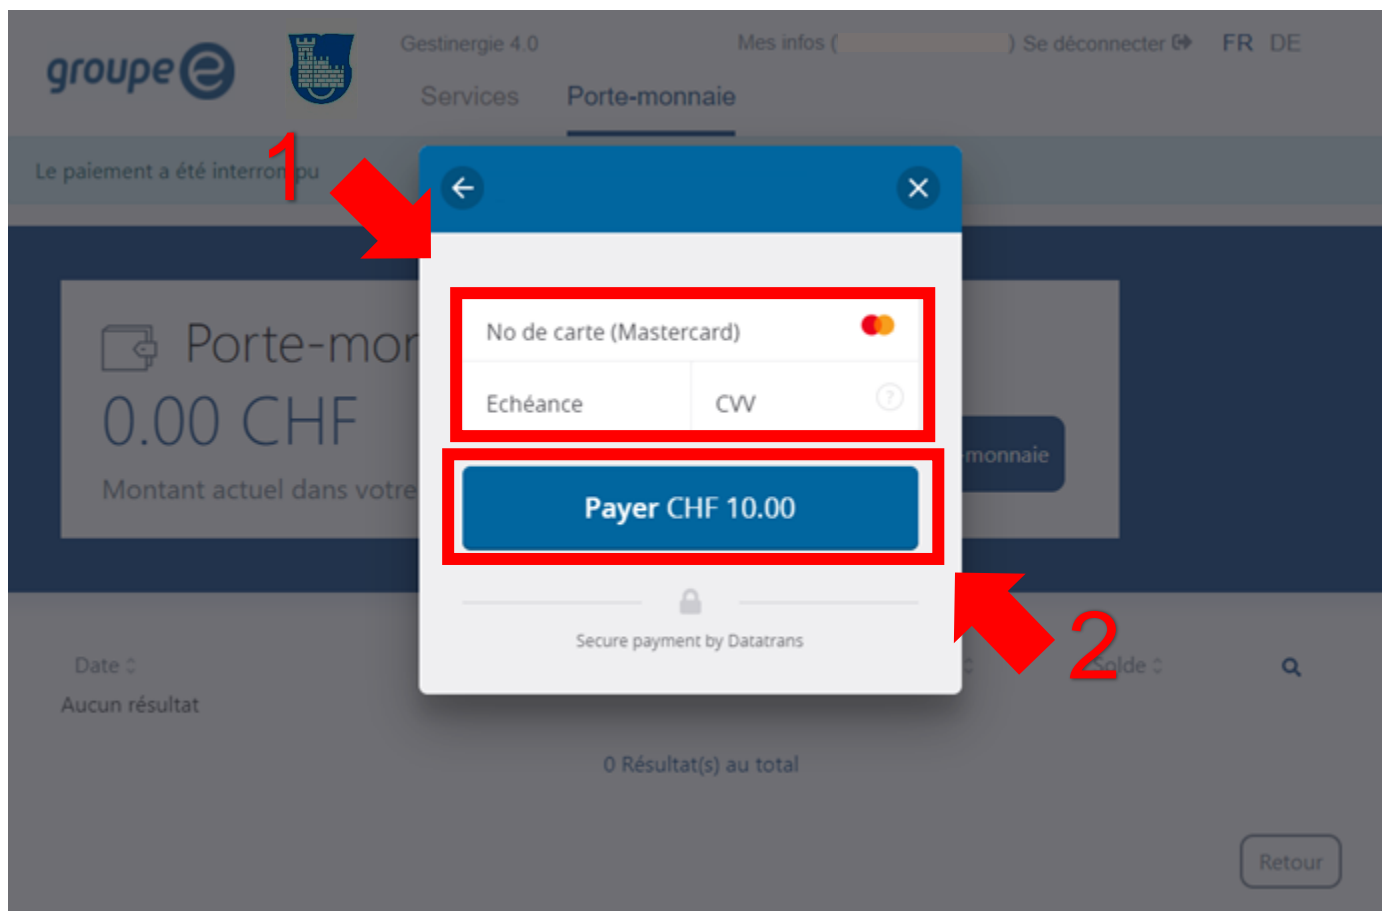 groupe e
Gestinergie 4.0
Mes infos (
) Se déconnecter
FR DE
Services
Porte-monnaie
1
Le paiement a été interrompu
No de carte (Mastercard)
Echéance
CVV
?
Porte-mon
0.00 CHF
Montant actuel dans votre
monnaie
Payer CHF 10.00
Secure payment by Datatrans
2
Date
Solde
Aucun résultat
0 Résultat(s) au total
Retour